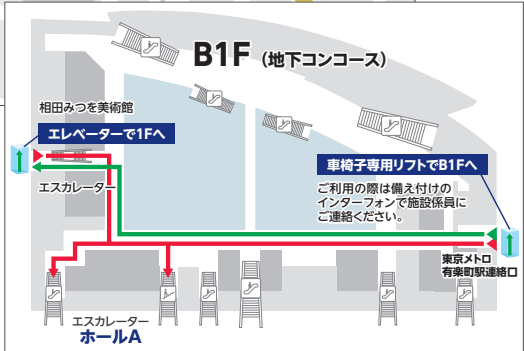 B1F（地下コンコース）
相田みつを美術館
エレベーターで1Fへ
エスカレーター
車椅子専用リフトでB1Fへ
ご利用の際は備え付けの
インターフォンで施設係員に
ご連絡ください。
東京メトロ
有楽町駅連絡口
エスカレーター
ホールA